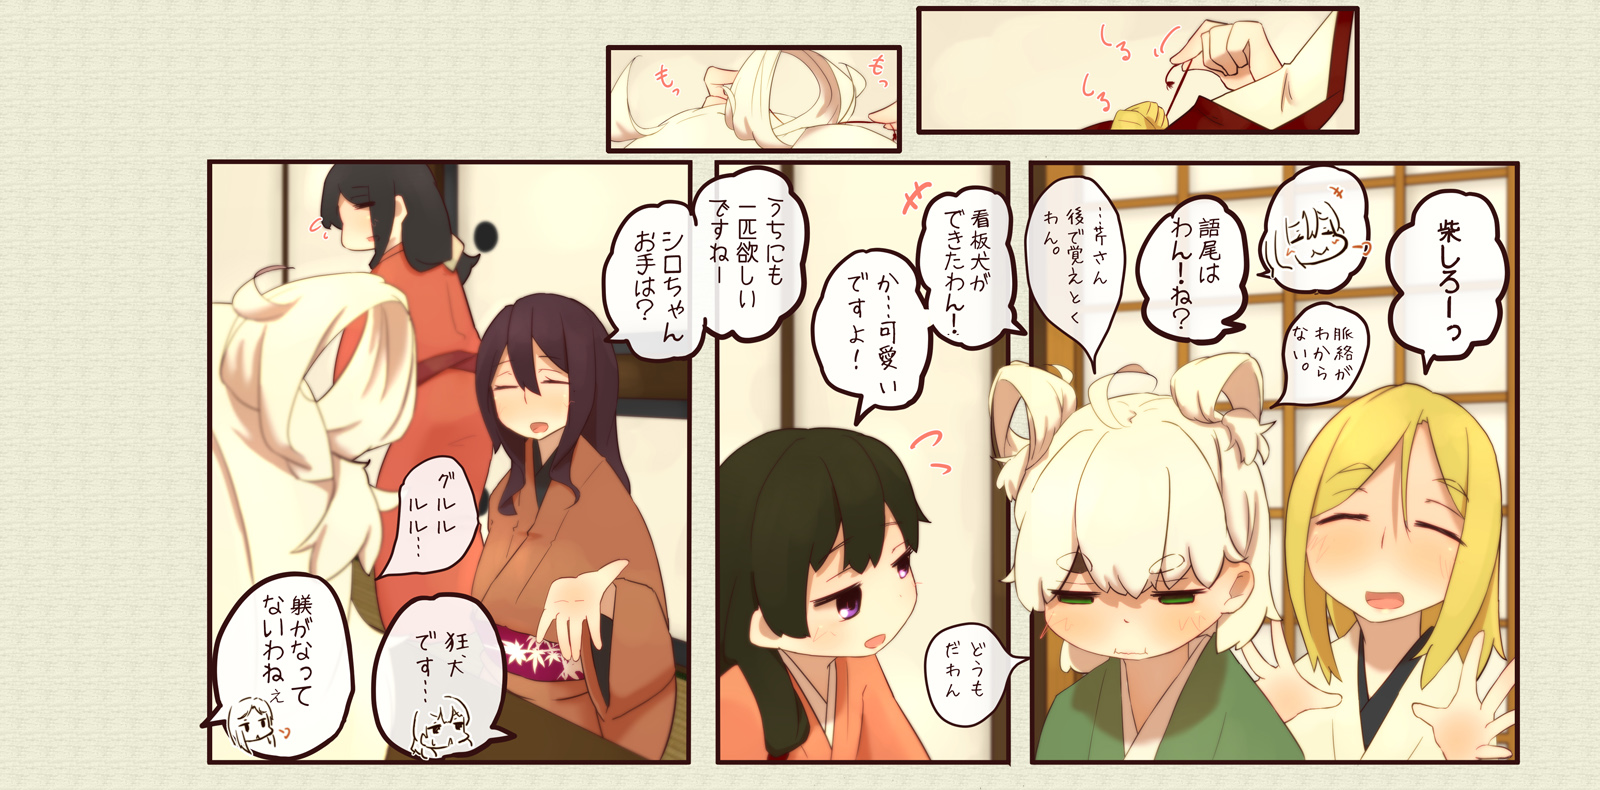 しる
しる
もっ
もっ
柴しろーっ
脈絡が
わから
ない。
語尾は
わん!ね?
…芹さん
後で覚えとく
わん。
看板犬が
できたわん!
か…可愛い
ですよ!
どうも
だわん
うちにも
一匹欲しい
ですねー
シロちゃん
お手は?
グルル
ルル…
狂犬
です…
躾がなって
ないわねぇ